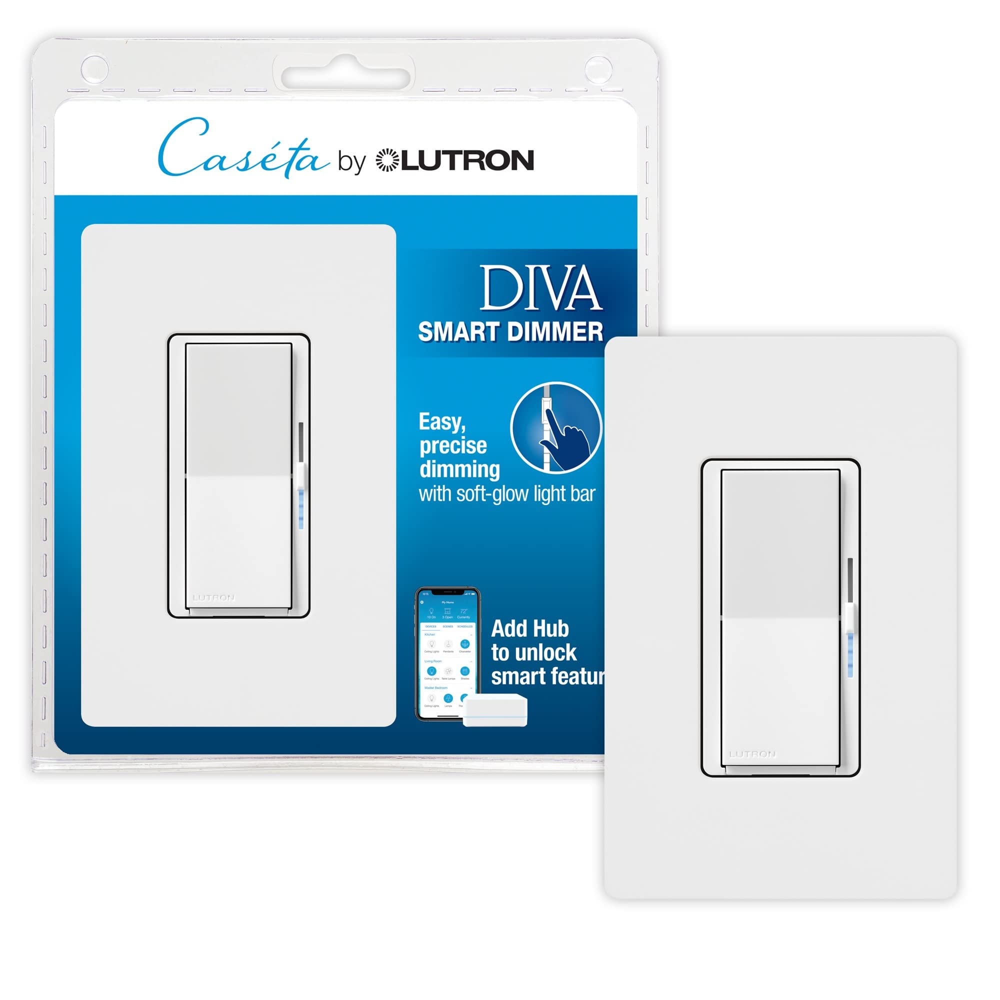 Caséta by LUTRON
DIVA
SMART DIMMER
Easy,
precise
dimming
with soft-glow light bar
LUTRON
10:15
My Home
72°
10 On 3 Open Currently
DEVICES SCENES SCHEDULES
Kitchen
Ceiling Lights Pendants Chandelier
Living Room
Ceiling Lights Table Lamps Shades
Master Bedroom
Ceiling Lights Lamps
Add Hub
to unlock
smart featur
LUTRON